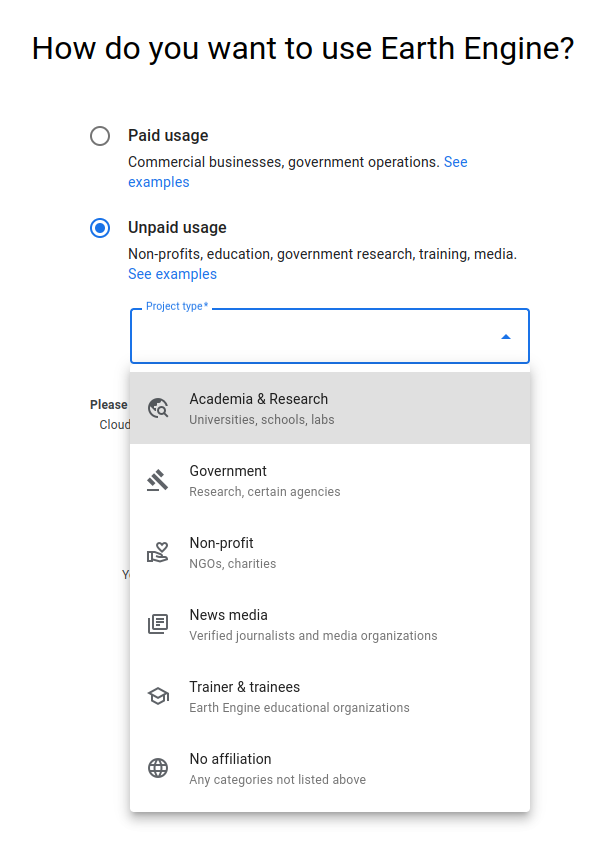 How do you want to use Earth Engine?
Paid usage
Commercial businesses, government operations. See
examples
Unpaid usage
Non-profits, education, government research, training, media.
See examples
Project type*
Please
Cloud
Academia & Research
Universities, schools, labs
Government
Research, certain agencies
Non-profit
NGOs, charities
News media
Verified journalists and media organizations
Trainer & trainees
Earth Engine educational organizations
No affiliation
Any categories not listed above